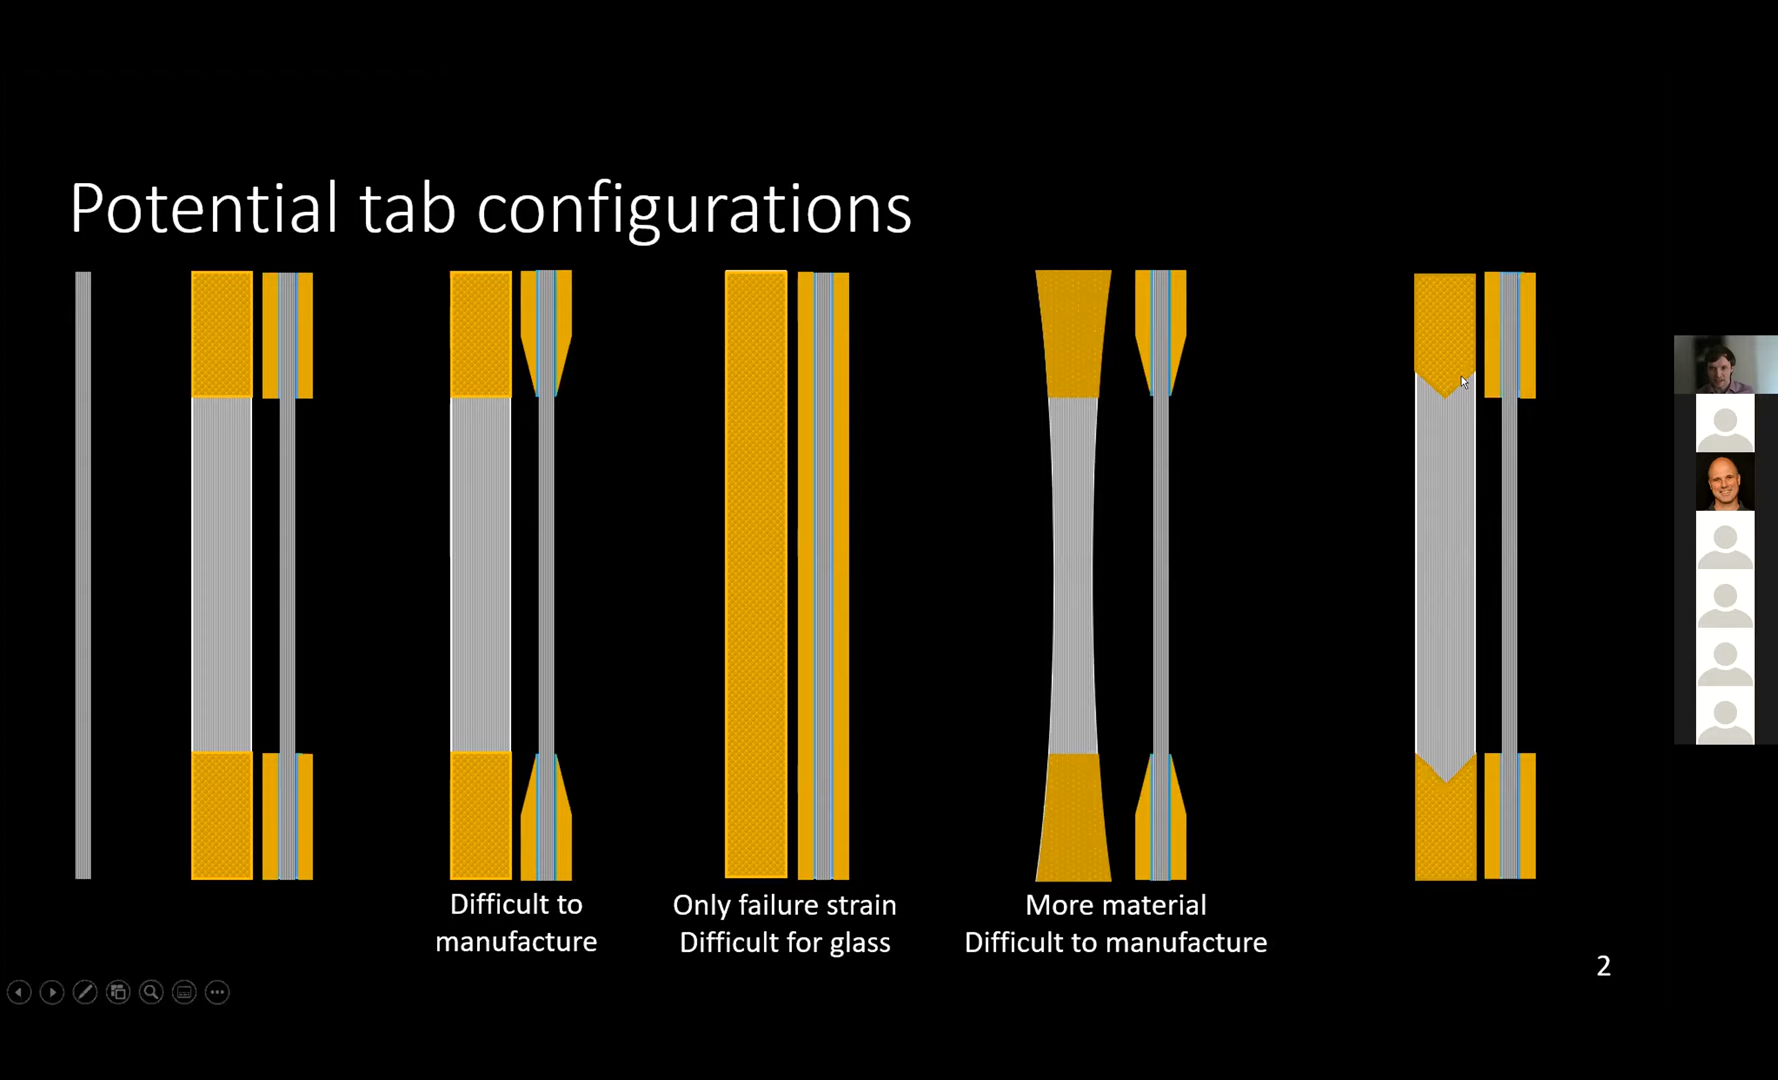 Potential tab configurations
Difficult to
manufacture
Only failure strain
Difficult for glass
More material
Difficult to manufacture
2